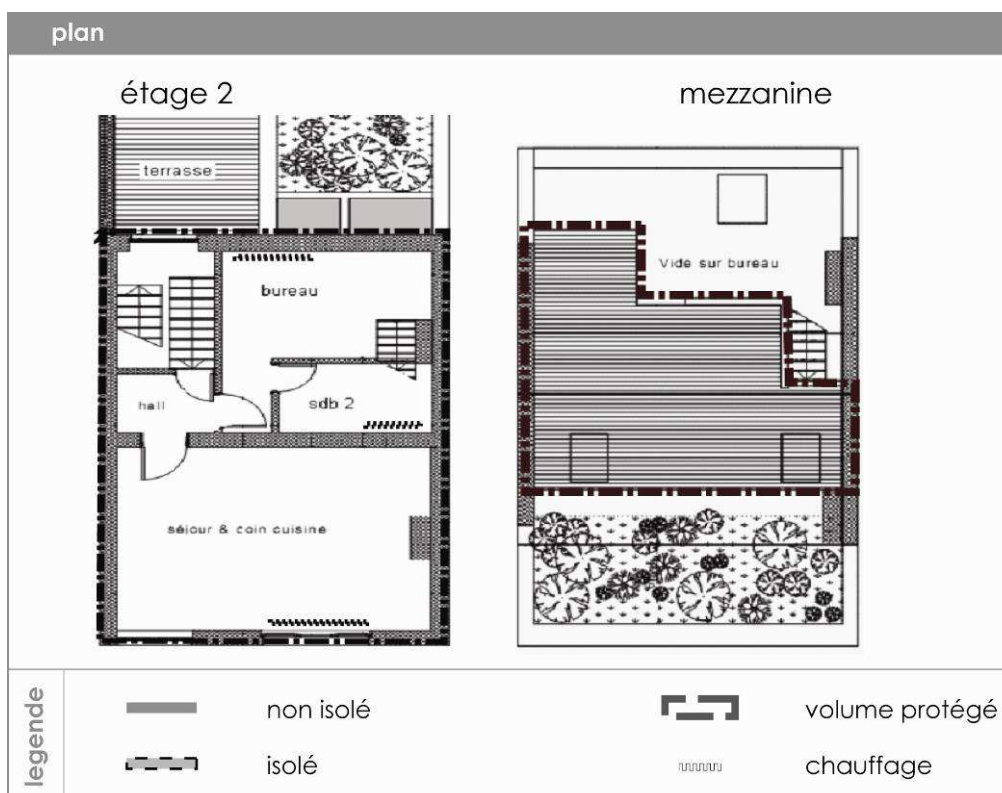 plan
étage 2
mezzanine
terrasse
Vide sur bureau
bureau
hall
sdb 2
séjour & coin cuisine
legende
non isolé
volume protégé
isolé
chauffage